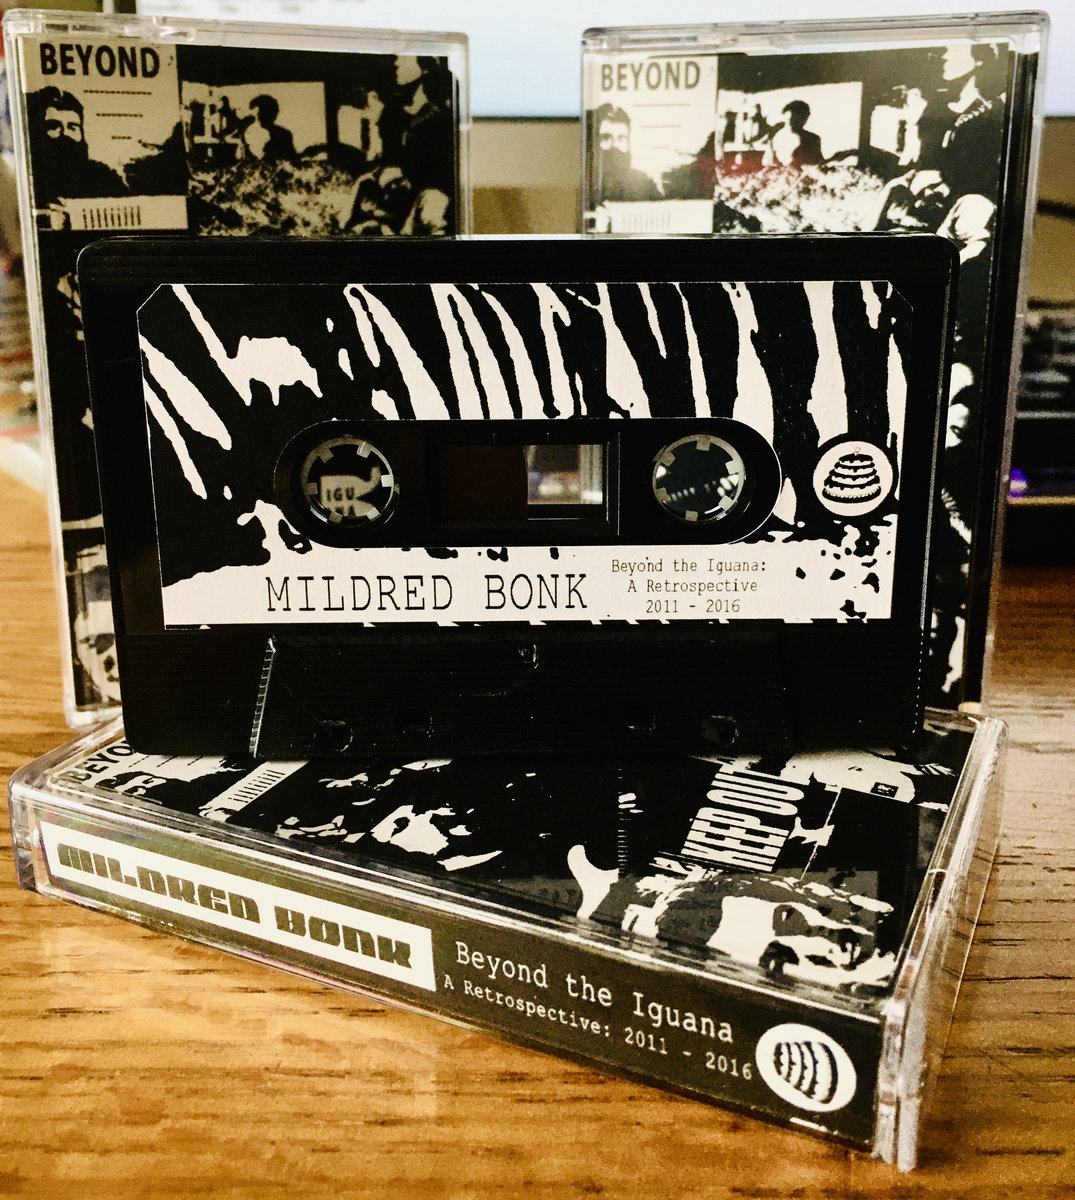 BEYOND
BEYOND
IGU
MILDRED BONK
Beyond the Iguana:
A Retrospective
2011 - 2016
BEYO
KEEP OUT
MILDRED BONK
Beyond the Iguana
A Retrospective: 2011 - 2016